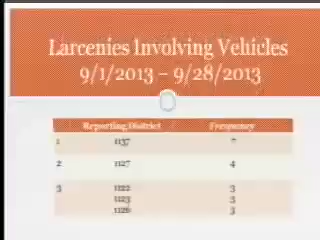 Larcenies Involving Vehicles
9/1/2013 – 9/28/2013
Reporting District Frequency
1 1137 7
2 1127 4
3 1122 3
1123 3
1126 3